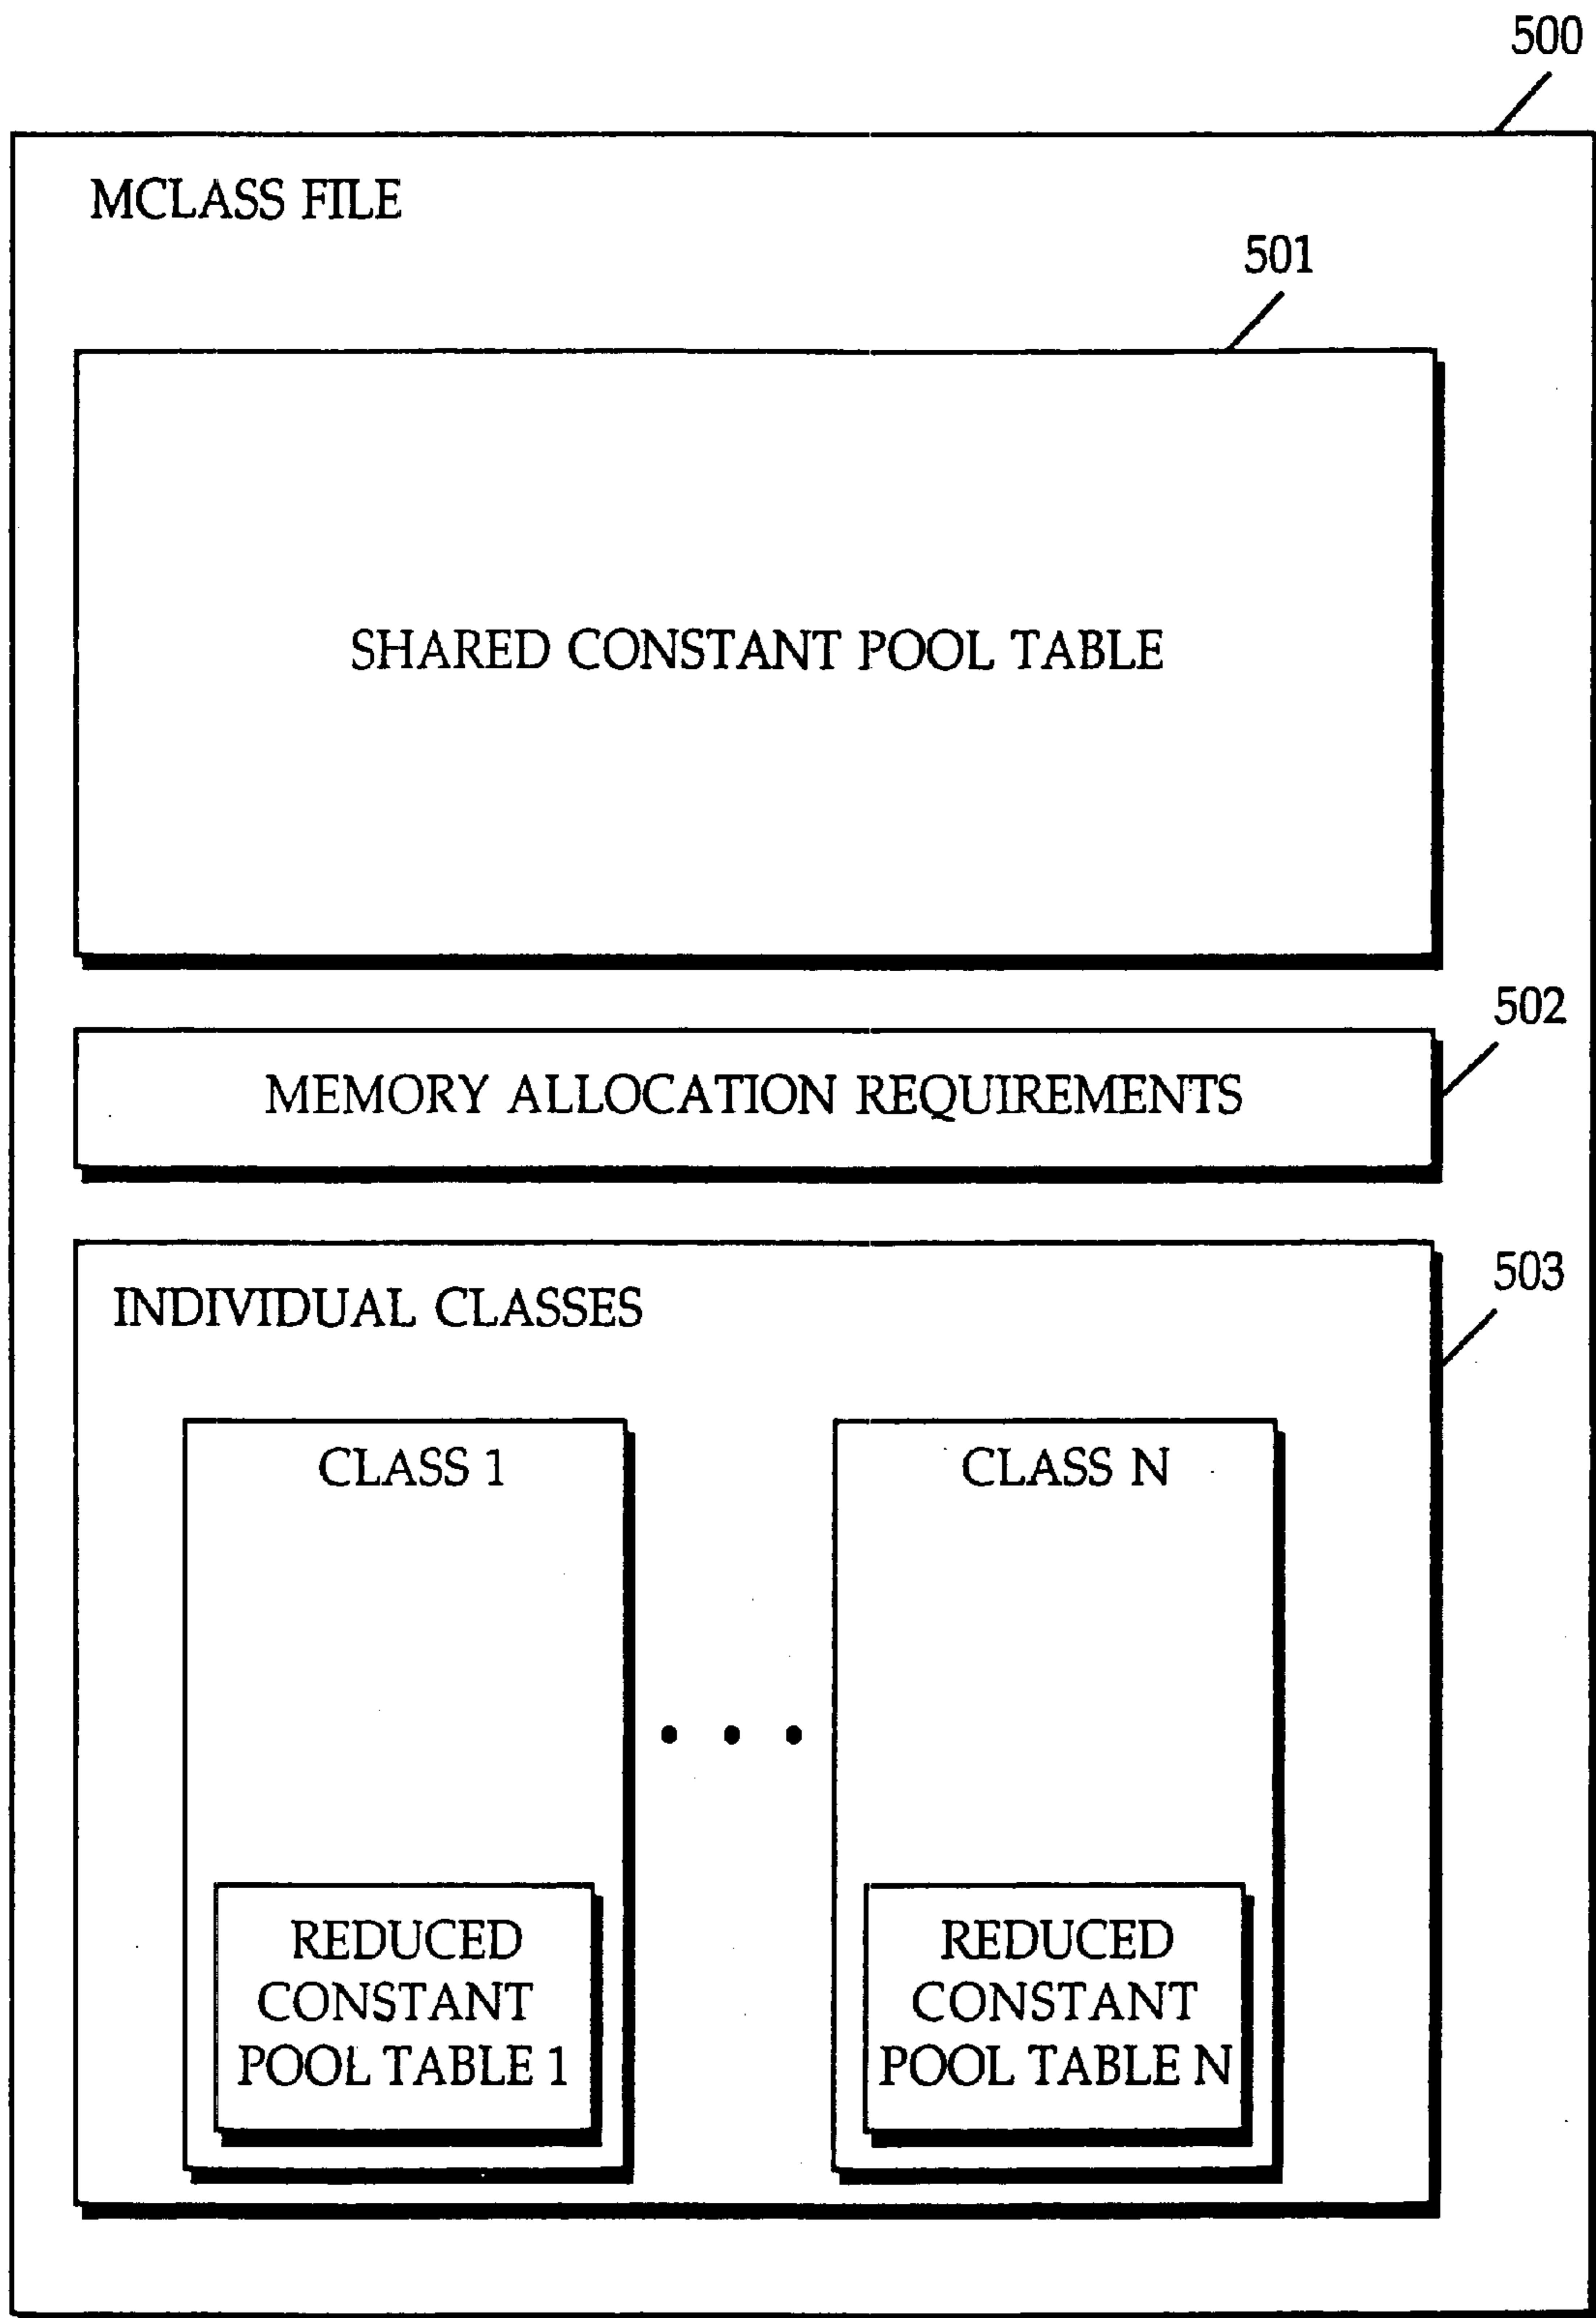 500
MCLASS FILE
501
SHARED CONSTANT POOL TABLE
502
MEMORY ALLOCATION REQUIREMENTS
503
INDIVIDUAL CLASSES
CLASS 1
REDUCED
CONSTANT
POOL TABLE 1
CLASS N
REDUCED
CONSTANT
POOL TABLE N